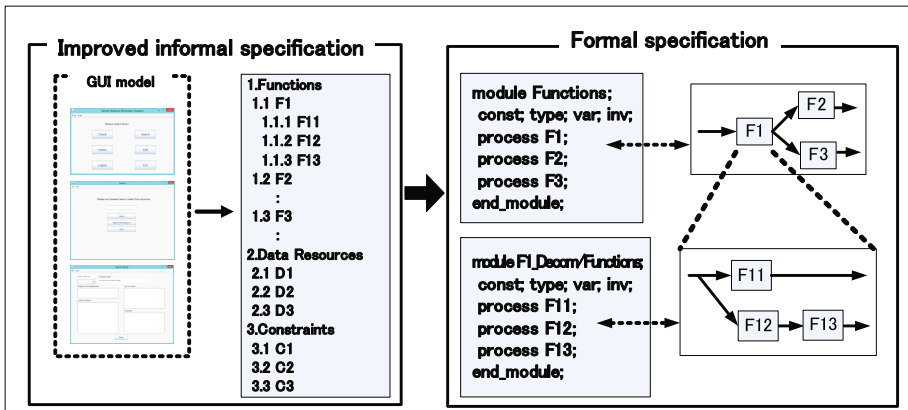 Improved informal specification
GUI model
1.Functions
1.1 F1
1.1.1 F11
1.1.2 F12
1.1.3 F13
1.2 F2
:
1.3 F3
:
2.Data Resources
2.1 D1
2.2 D2
2.3 D3
3.Constraints
3.1 C1
3.2 C2
3.3 C3
Formal specification
module Functions;
const; type; var; inv;
process F1;
process F2;
process F3;
end_module;
F1
F2
F3
module F1_Decom/Functions;
const; type; var; inv;
process F11;
process F12;
process F13;
end_module;
F11
F12
F13